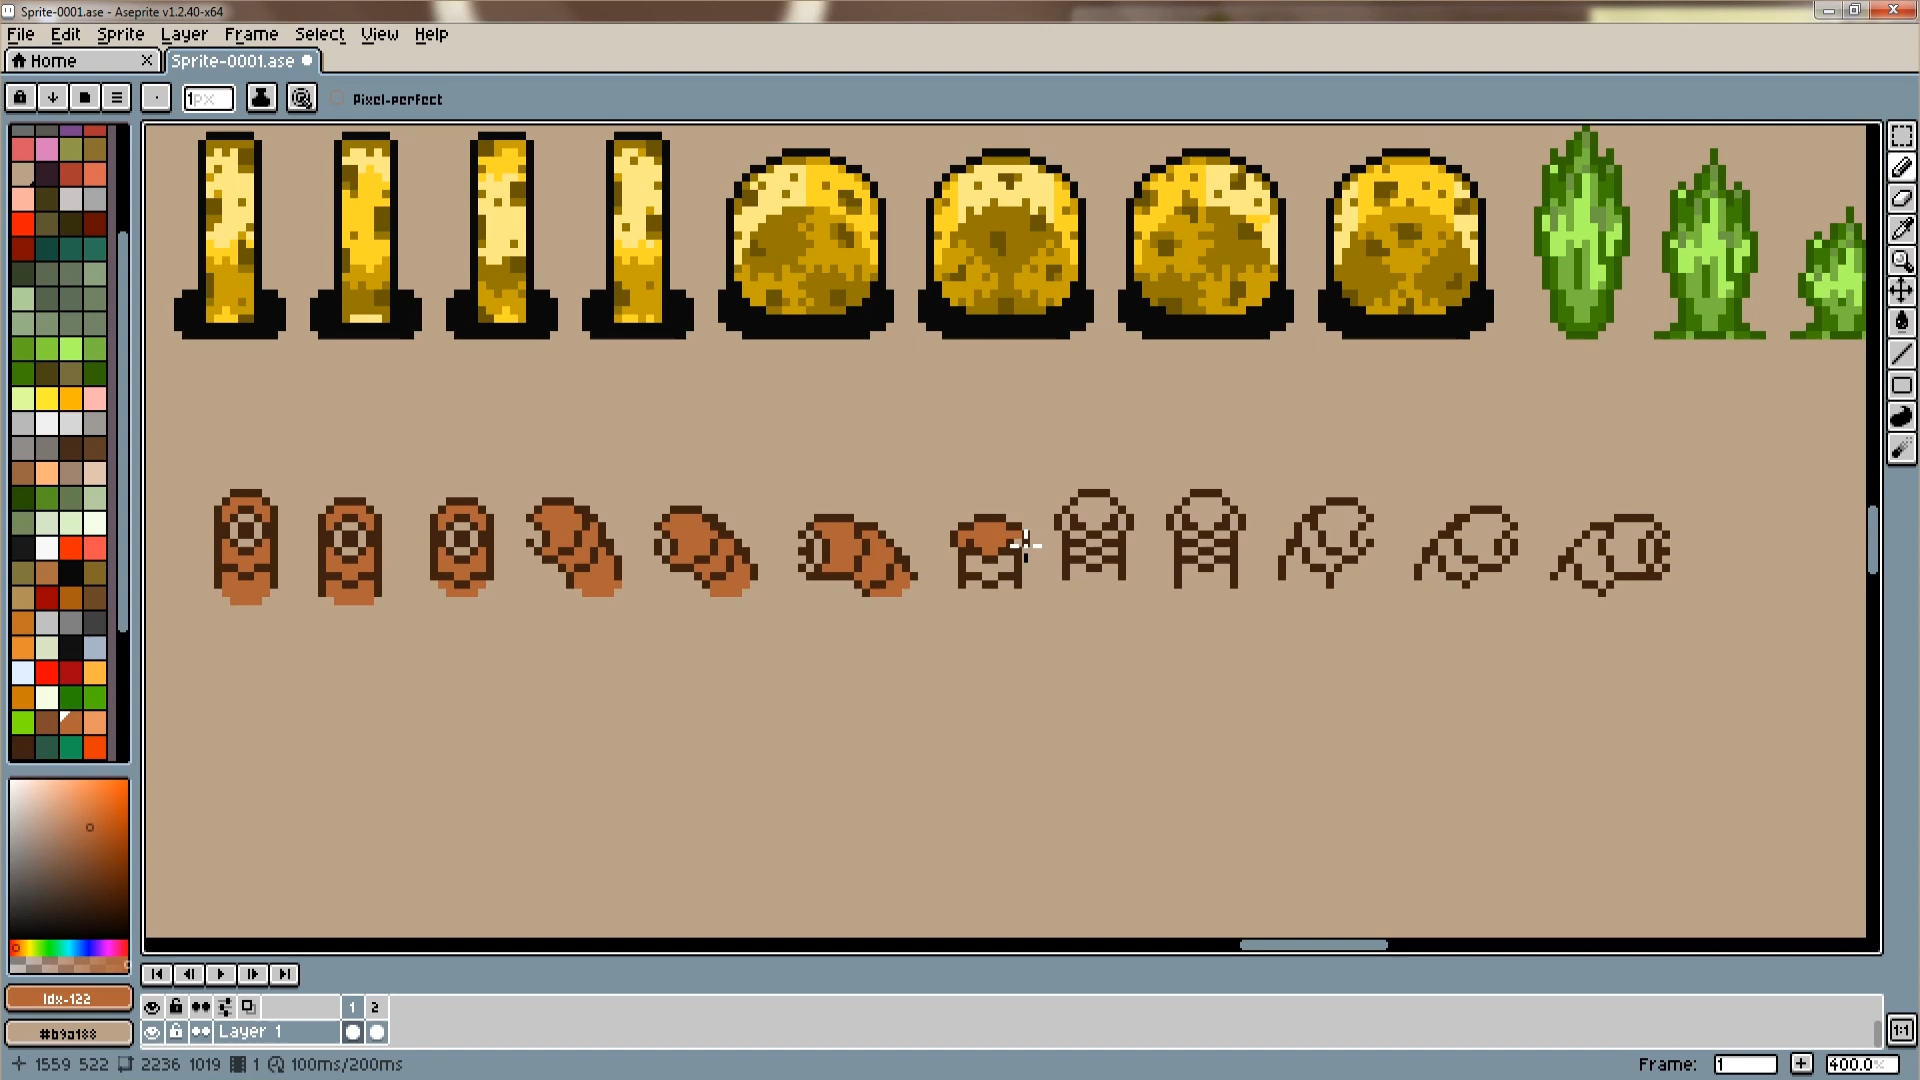 Sprite-0001.ase - Aseprite v1.2.40-x64
File Edit Sprite Layer Frame Select View Help
Home
Sprite-0001.ase
1px
Pixel-perfect
Idx-122
#b9a188
1 2
Layer 1
1559 522 2236 1019 1 100ms/200ms
Frame: 1
400.0%
1:1